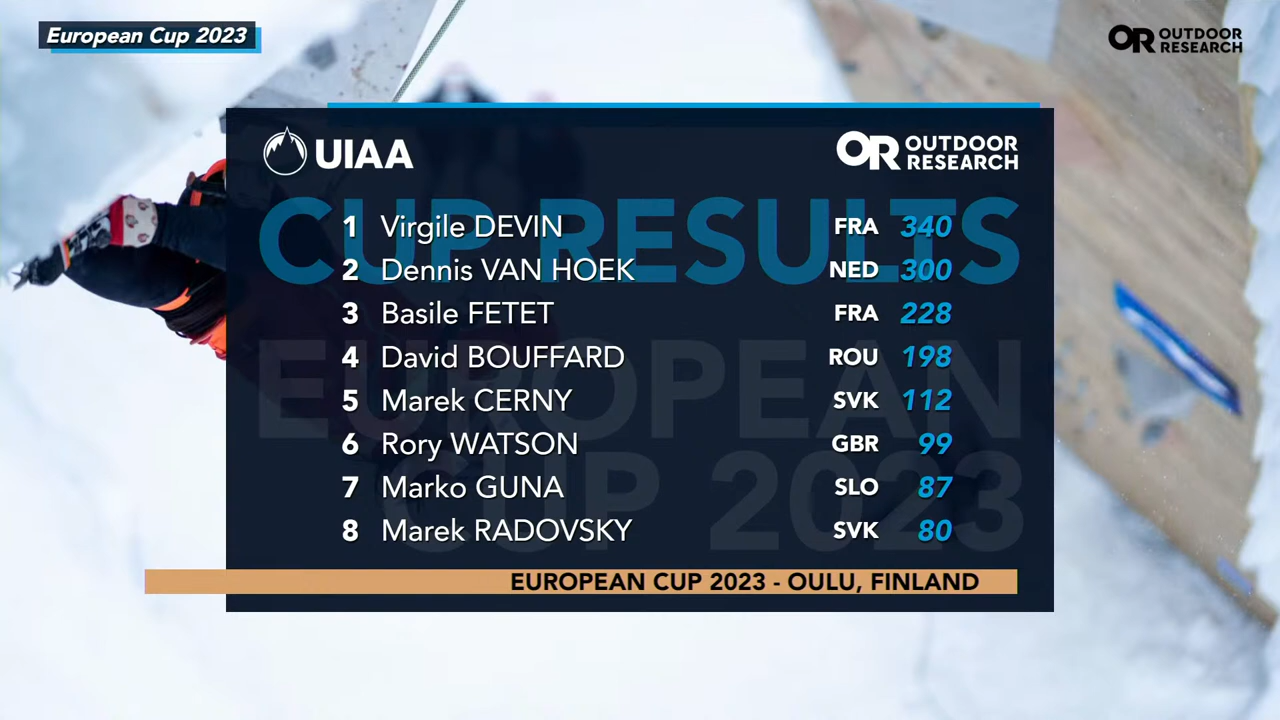 European Cup 2023
OR OUTDOOR RESEARCH
UIAA
OR OUTDOOR RESEARCH
CUP RESULTS
1 Virgile DEVIN FRA 340
2 Dennis VAN HOEK NED 300
3 Basile FETET FRA 228
4 David BOUFFARD ROU 198
5 Marek CERNY SVK 112
6 Rory WATSON GBR 99
7 Marko GUNA SLO 87
8 Marek RADOVSKY SVK 80
EUROPEAN
CUP 2023
EUROPEAN CUP 2023 - OULU, FINLAND